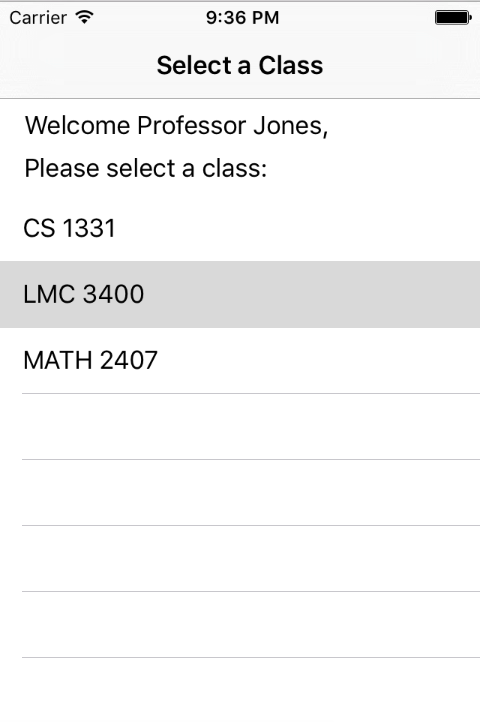 Carrier 9:36 PM
Select a Class
Welcome Professor Jones,
Please select a class:
CS 1331
LMC 3400
MATH 2407